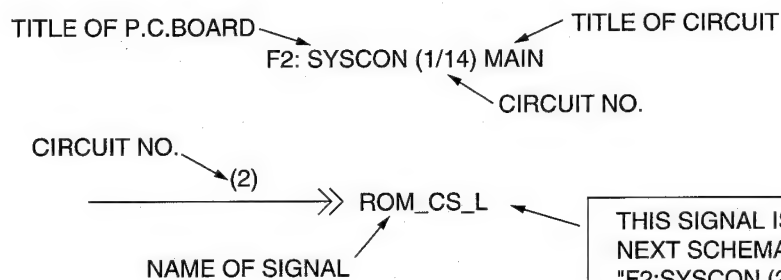 TITLE OF P.C.BOARD
TITLE OF CIRCUIT
F2: SYSCON (1/14) MAIN
CIRCUIT NO.
CIRCUIT NO.
(2)
ROM_CS_L
NAME OF SIGNAL
THIS SIGNAL IS
NEXT SCHEMA
"F2:SYSCON (2